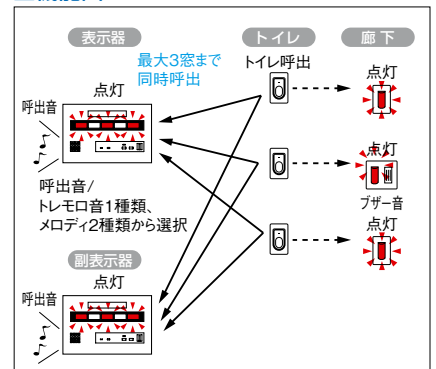 表示器
トイレ
廊下
最大3窓まで
同時呼出
トイレ呼出
点灯
点灯
呼出音
点灯
呼出音/
トレモロ音1種類、
メロディ2種類から選択
ブザー音
点灯
副表示器
点灯
呼出音